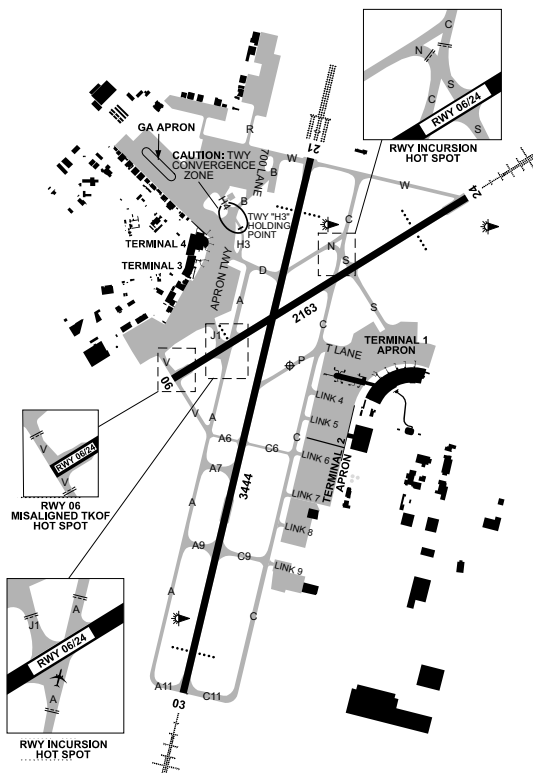 C
N
S
C
RWY 06/24
S
RWY INCURSION
HOT SPOT
21
GA APRON
R
CAUTION: TWY
CONVERGENCE
ZONE
700 LANE
W
B
W
24
H4
B
TWY "H3"
HOLDING
POINT
C
H3
N
S
TERMINAL 4
TERMINAL 3
D
APRON TWY
A
2163
S
J1
C
TERMINAL 1
APRON
T LANE
V
06
P
LINK 4
V
A
LINK 5
A6
C6
C
LINK 6
TERMINAL 2
APRON
V
RWY 06/24
V
RWY 06
MISALIGNED TKOF
HOT SPOT
A7
3444
LINK 7
A
LINK 8
A9
C9
LINK 9
A
C
J1
A
RWY 06/24
A
RWY INCURSION
HOT SPOT
A11
03
C11